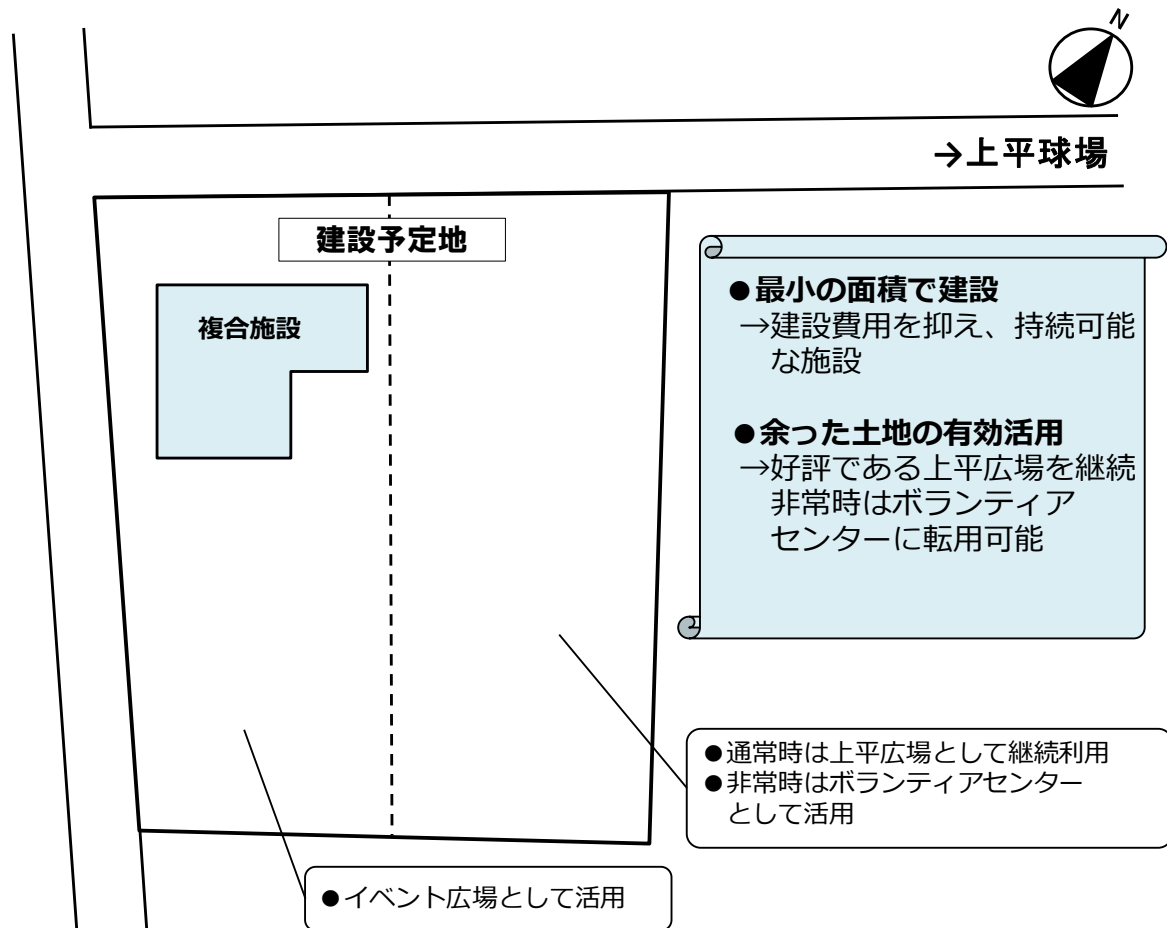 N
→上平球場
建設予定地
複合施設
●最小の面積で建設
→建設費用を抑え、持続可能
な施設
●余った土地の有効活用
→好評である上平広場を継続
非常時はボランティア
センターに転用可能
●通常時は上平広場として継続利用
●非常時はボランティアセンター
として活用
●イベント広場として活用